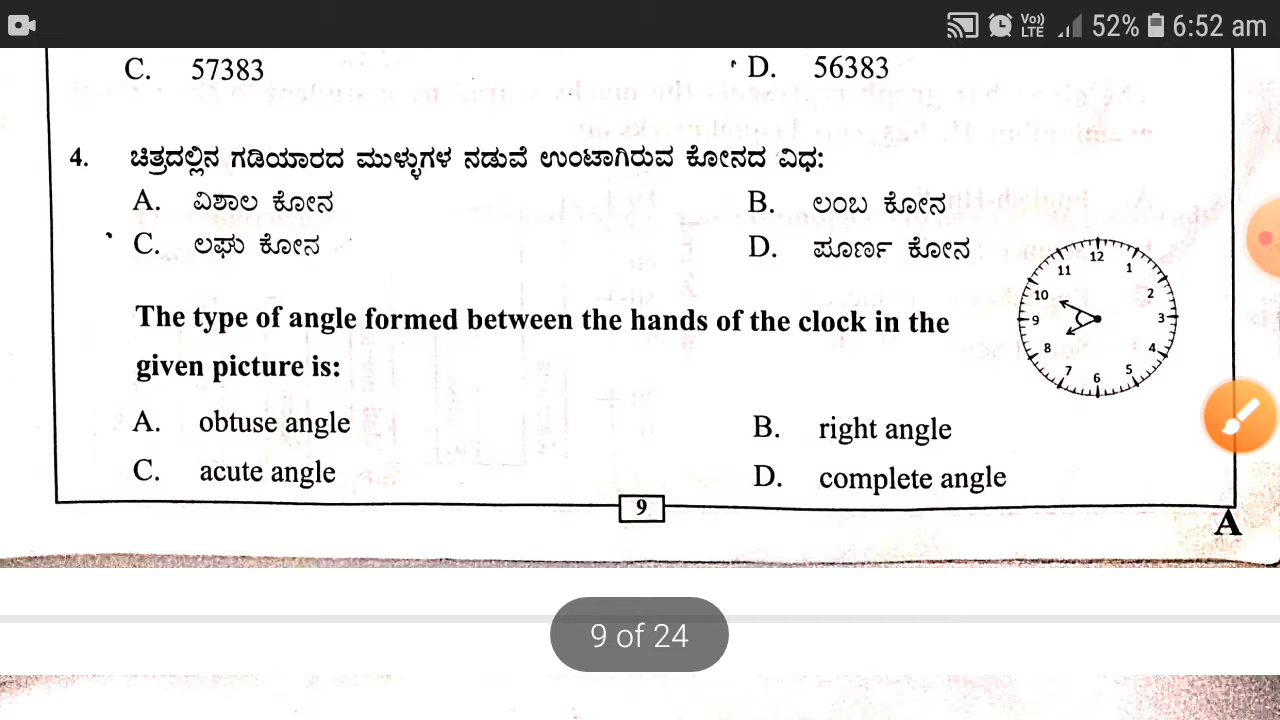 Vo)) LTE 52% 6:52 am
C. 57383 D. 56383
4. ಚಿತ್ರದಲ್ಲಿನ ಗಡಿಯಾರದ ಮುಳ್ಳುಗಳ ನಡುವೆ ಉಂಟಾಗಿರುವ ಕೋನದ ವಿಧ:
A. ವಿಶಾಲ ಕೋನ B. ಲಂಬ ಕೋನ
C. ಲಘು ಕೋನ D. ಪೂರ್ಣ ಕೋನ
The type of angle formed between the hands of the clock in the
given picture is:
A. obtuse angle B. right angle
C. acute angle D. complete angle
12
1
2
3
4
5
6
7
8
9
10
11
9
A
9 of 24